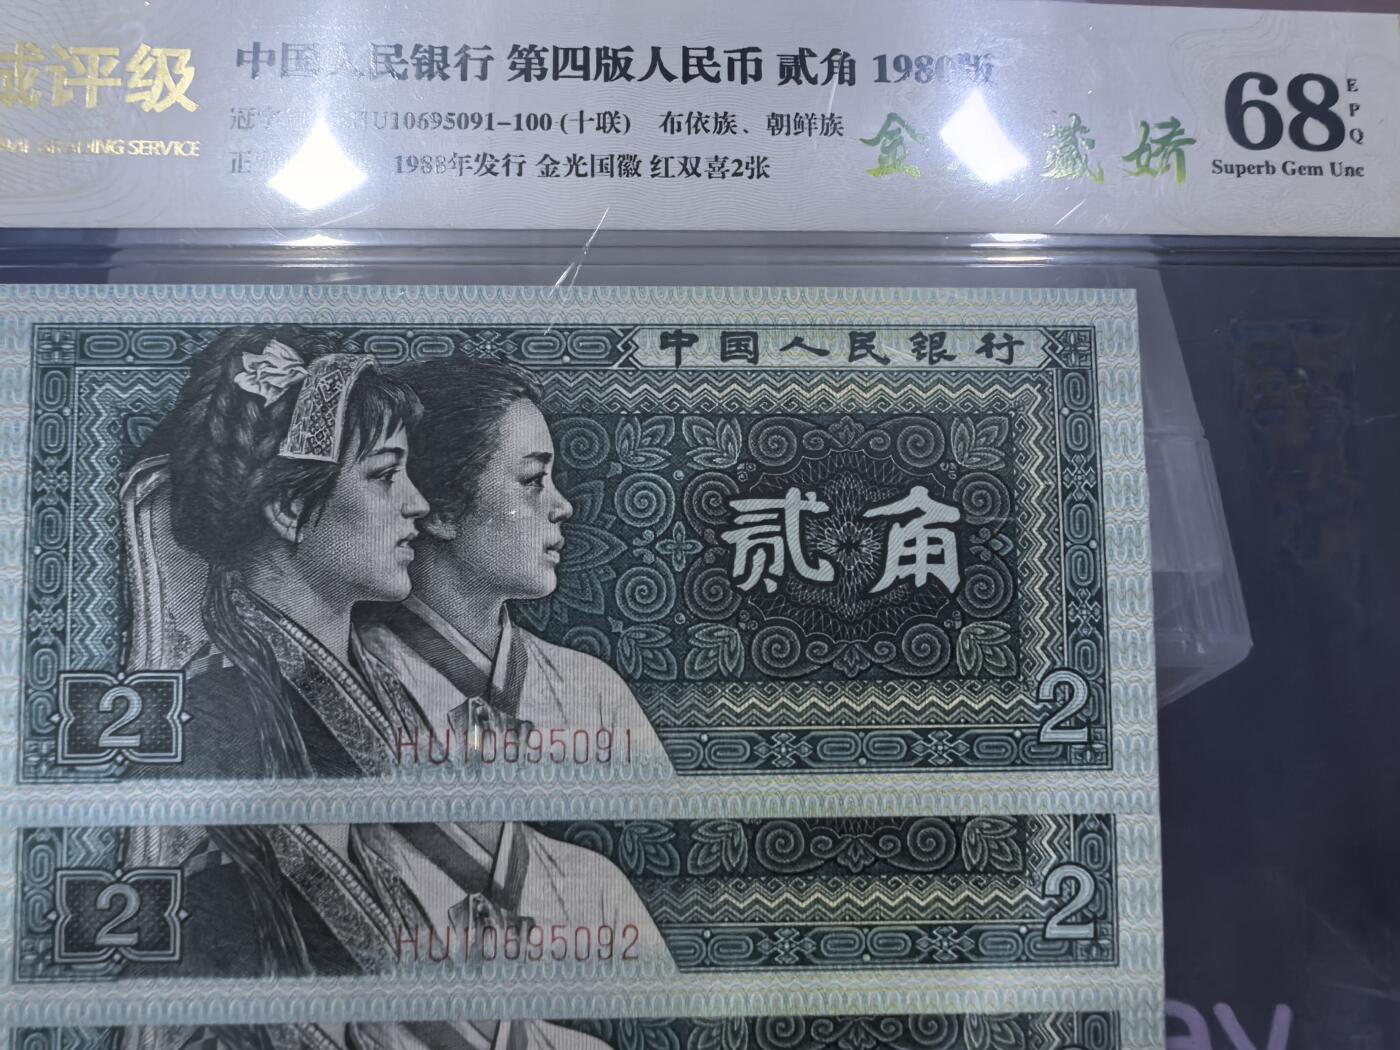 评级
中国人民银行 第四版人民币 贰角 1980版
HU10695091-100 (十联) 布依族、朝鲜族
GRADING SERVICE
1988年发行 金光国徽 红双喜2张
藏娇
68
EPQ
Superb Gem Unc
中国人民银行
贰角
2
2
HU10695091
2
2
HU10695092